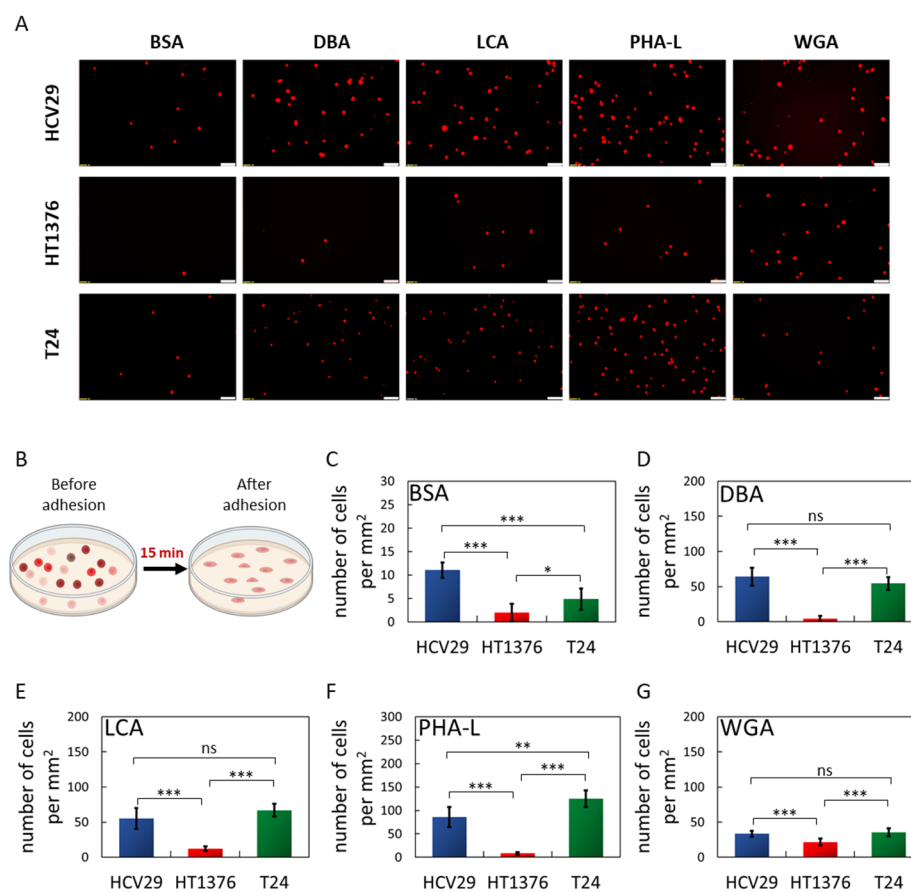 A
BSA DBA LCA PHA-L WGA
HCV29
HT1376
T24
B
Before adhesion
After adhesion
15 min
C
BSA
number of cells per mm²
30
25
20
15
10
5
0
***
***
*
HCV29 HT1376 T24
D
DBA
number of cells per mm²
200
150
100
50
0
ns
***
***
HCV29 HT1376 T24
E
LCA
number of cells per mm²
200
150
100
50
0
ns
***
***
HCV29 HT1376 T24
F
PHA-L
number of cells per mm²
300
250
200
150
100
50
0
**
***
***
HCV29 HT1376 T24
G
WGA
number of cells per mm²
200
150
100
50
0
ns
***
***
HCV29 HT1376 T24